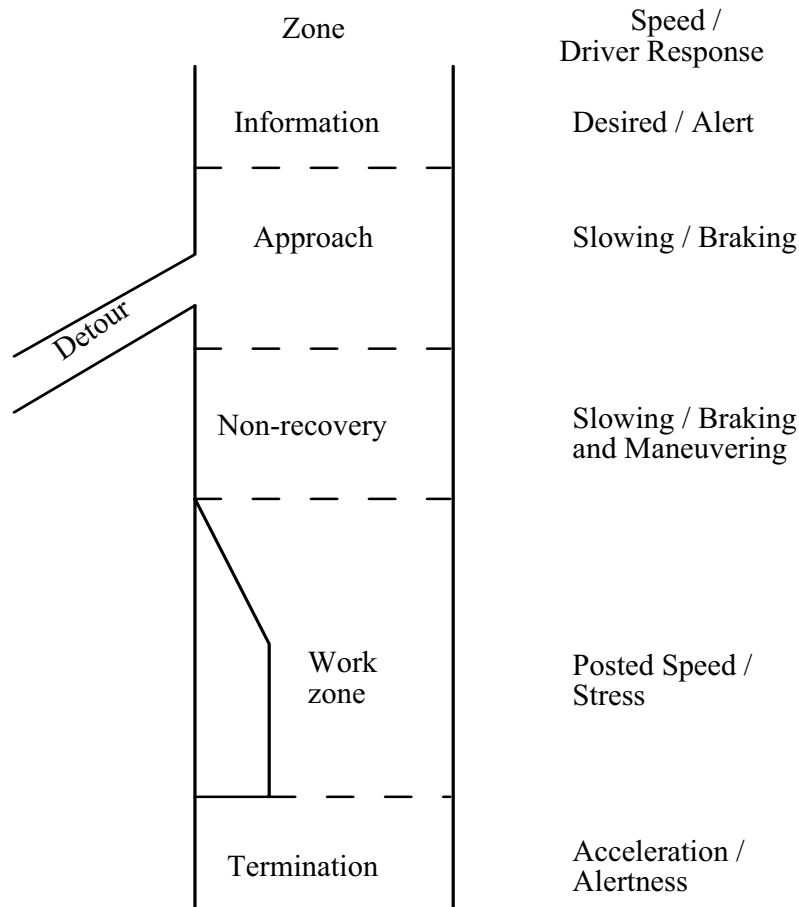 Zone
Speed /
Driver Response
Information
Desired / Alert
Approach
Slowing / Braking
Detour
Non-recovery
Slowing / Braking
and Maneuvering
Work
zone
Posted Speed /
Stress
Termination
Acceleration /
Alertness